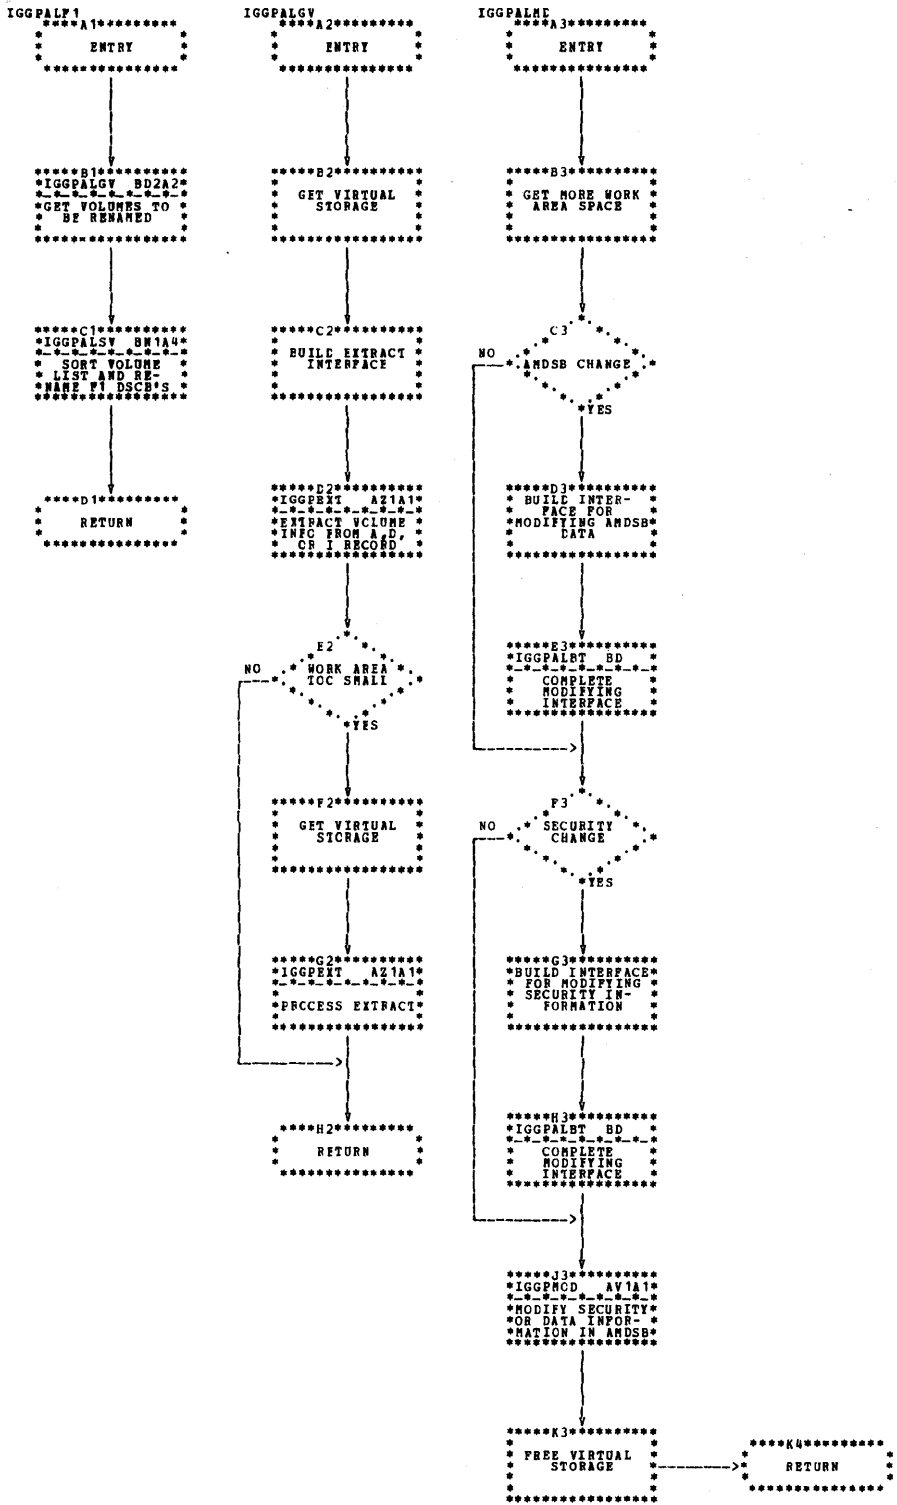 IGGPALF1
A1
ENTRY
B1
IGGPALGV BD2A2
GET VOLUMES TO
BE RENAMED
C1
IGGPALSV BN1A4
SORT VOLUME
LIST AND RE-
NAME F1 DSCB'S
D1
RETURN
IGGPALGV
A2
ENTRY
B2
GET VIRTUAL
STORAGE
C2
BUILD EXTRACT
INTERFACE
D2
IGGPEXT AZ1A1
EXTRACT VOLUME
INFO FROM A,D,
OR I RECORD
E2
WORK AREA
TOO SMALL
NO
YES
F2
GET VIRTUAL
STORAGE
G2
IGGPEXT AZ1A1
PROCESS EXTRACT
H2
RETURN
IGGPALMD
A3
ENTRY
B3
GET MORE WORK
AREA SPACE
C3
AMDSB CHANGE
NO
YES
D3
BUILD INTER-
FACE FOR
MODIFYING AMDSB
DATA
E3
IGGPALBT BD
COMPLETE
MODIFYING
INTERFACE
F3
SECURITY
CHANGE
NO
YES
G3
BUILD INTERFACE
FOR MODIFYING
SECURITY IN-
FORMATION
H3
IGGPALBT BD
COMPLETE
MODIFYING
INTERFACE
J3
IGGPMOD AV1A1
MODIFY SECURITY
OR DATA INFOR-
MATION IN AMDSB
K3
FREE VIRTUAL
STORAGE
K4
RETURN